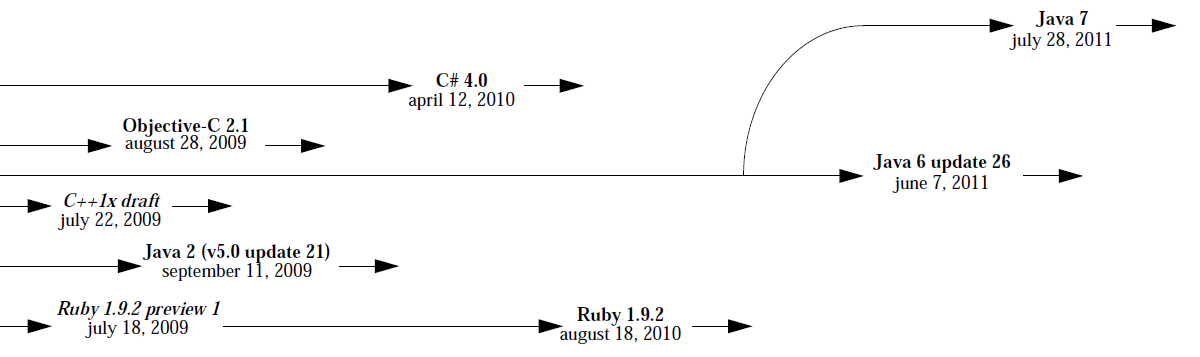 Java 7
july 28, 2011
C# 4.0
april 12, 2010
Objective-C 2.1
august 28, 2009
Java 6 update 26
june 7, 2011
C++1x draft
july 22, 2009
Java 2 (v5.0 update 21)
september 11, 2009
Ruby 1.9.2 preview 1
july 18, 2009
Ruby 1.9.2
august 18, 2010